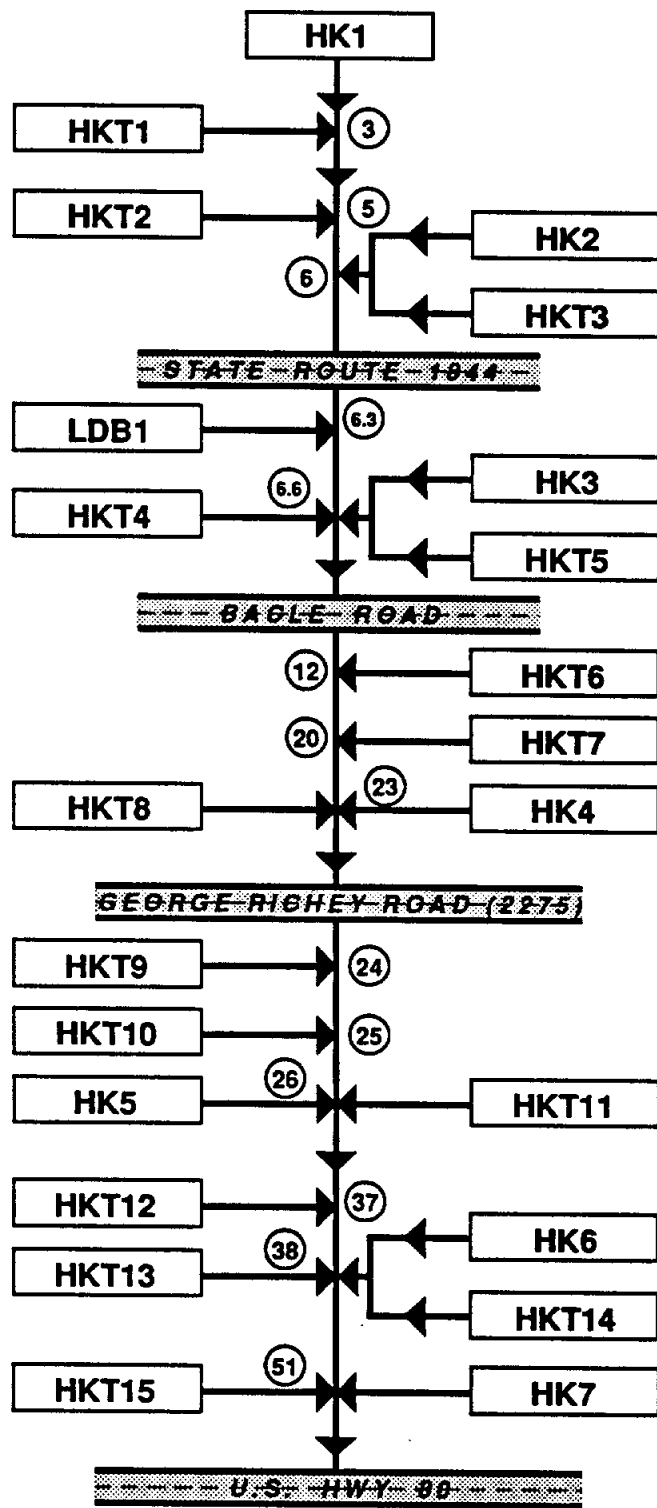 HK1
HKT1
3
HKT2
5
HK2
6
HKT3
STATE ROUTE 1844
LDB1
6.3
HK3
6.6
HKT4
HKT5
BAGLE ROAD
12
HKT6
20
HKT7
23
HKT8
HK4
GEORGE RICHEY ROAD (2275)
HKT9
24
HKT10
25
26
HK5
HKT11
HKT12
37
38
HK6
HKT13
HKT14
51
HKT15
HK7
U.S. HWY